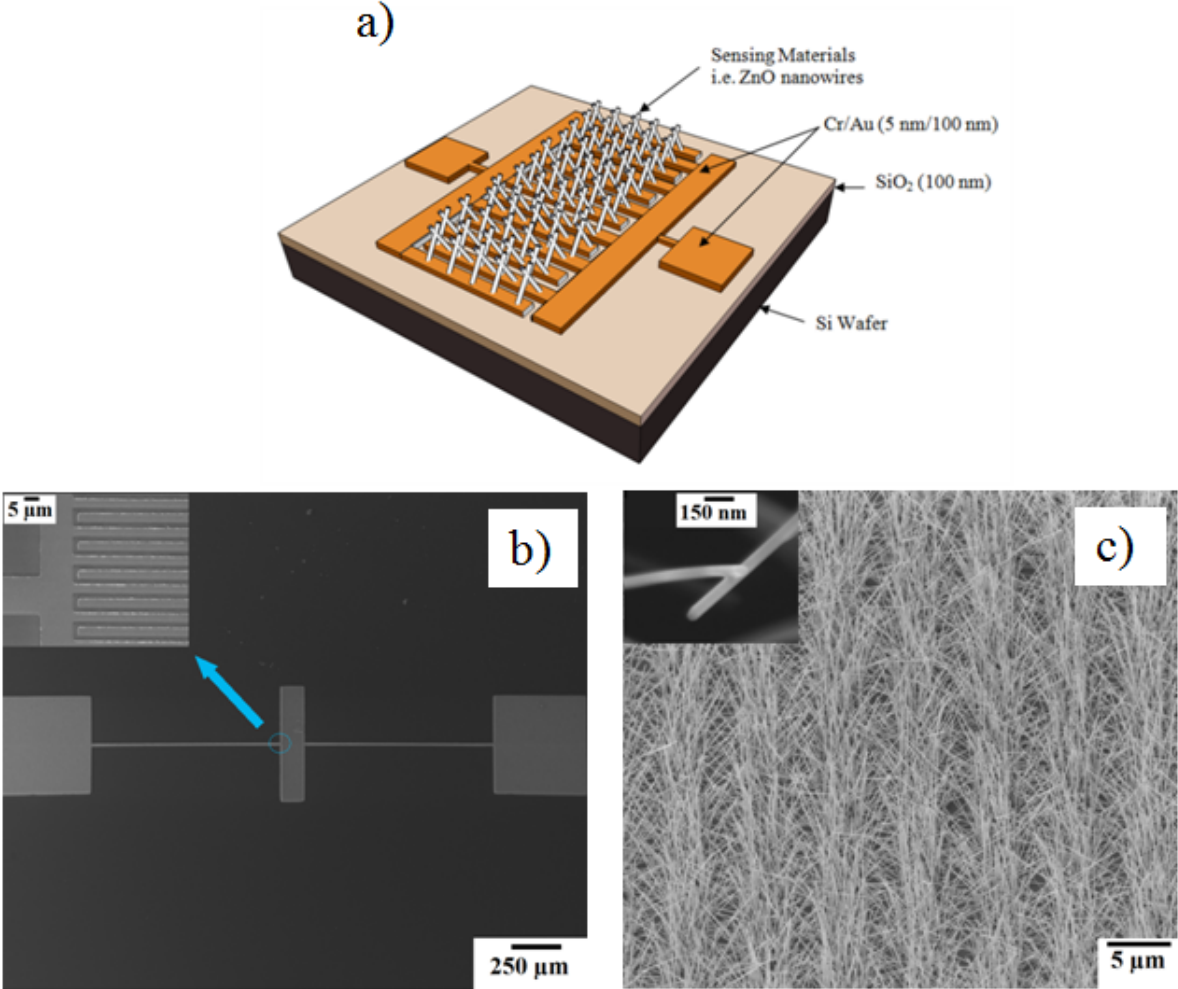 a)
Sensing Materials
i.e. ZnO nanowires
Cr/Au (5 nm/100 nm)
SiO₂ (100 nm)
Si Wafer
5 µm
b)
250 µm
150 nm
c)
5 µm